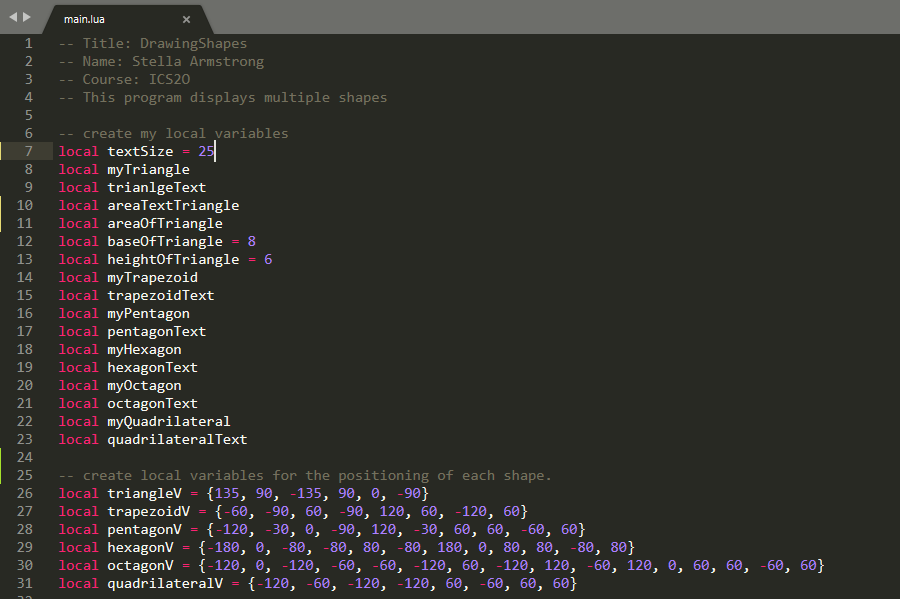 main.lua ×
1 -- Title: DrawingShapes
2 -- Name: Stella Armstrong
3 -- Course: ICS2O
4 -- This program displays multiple shapes
5
6 -- create my local variables
7 local textSize = 25
8 local myTriangle
9 local trianlgeText
10 local areaTextTriangle
11 local areaOfTriangle
12 local baseOfTriangle = 8
13 local heightOfTriangle = 6
14 local myTrapezoid
15 local trapezoidText
16 local myPentagon
17 local pentagonText
18 local myHexagon
19 local hexagonText
20 local myOctagon
21 local octagonText
22 local myQuadrilateral
23 local quadrilateralText
24
25 -- create local variables for the positioning of each shape.
26 local triangleV = {135, 90, -135, 90, 0, -90}
27 local trapezoidV = {-60, -90, 60, -90, 120, 60, -120, 60}
28 local pentagonV = {-120, -30, 0, -90, 120, -30, 60, 60, -60, 60}
29 local hexagonV = {-180, 0, -80, -80, 80, -80, 180, 0, 80, 80, -80, 80}
30 local octagonV = {-120, 0, -120, -60, -60, -120, 60, -120, 120, -60, 120, 0, 60, 60, -60, 60}
31 local quadrilateralV = {-120, -60, -120, -120, 60, -60, 60, 60}